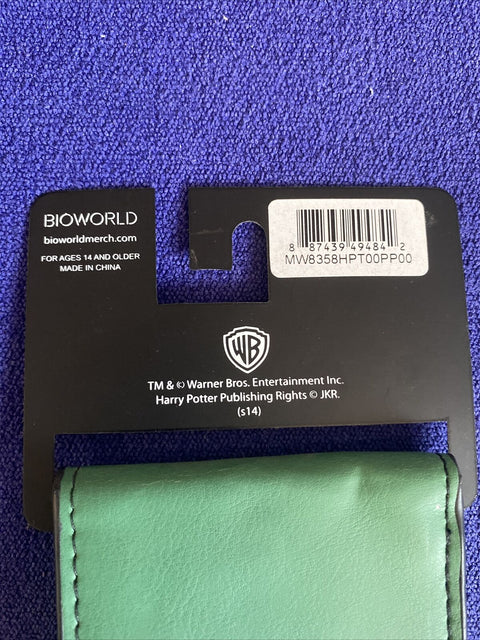 BIOWORLD
bioworldmerch.com
FOR AGES 14 AND OLDER
MADE IN CHINA
8 87439 49484 2
MW8358HPT00PP00
WB
TM & © Warner Bros. Entertainment Inc.
Harry Potter Publishing Rights © JKR.
(s14)